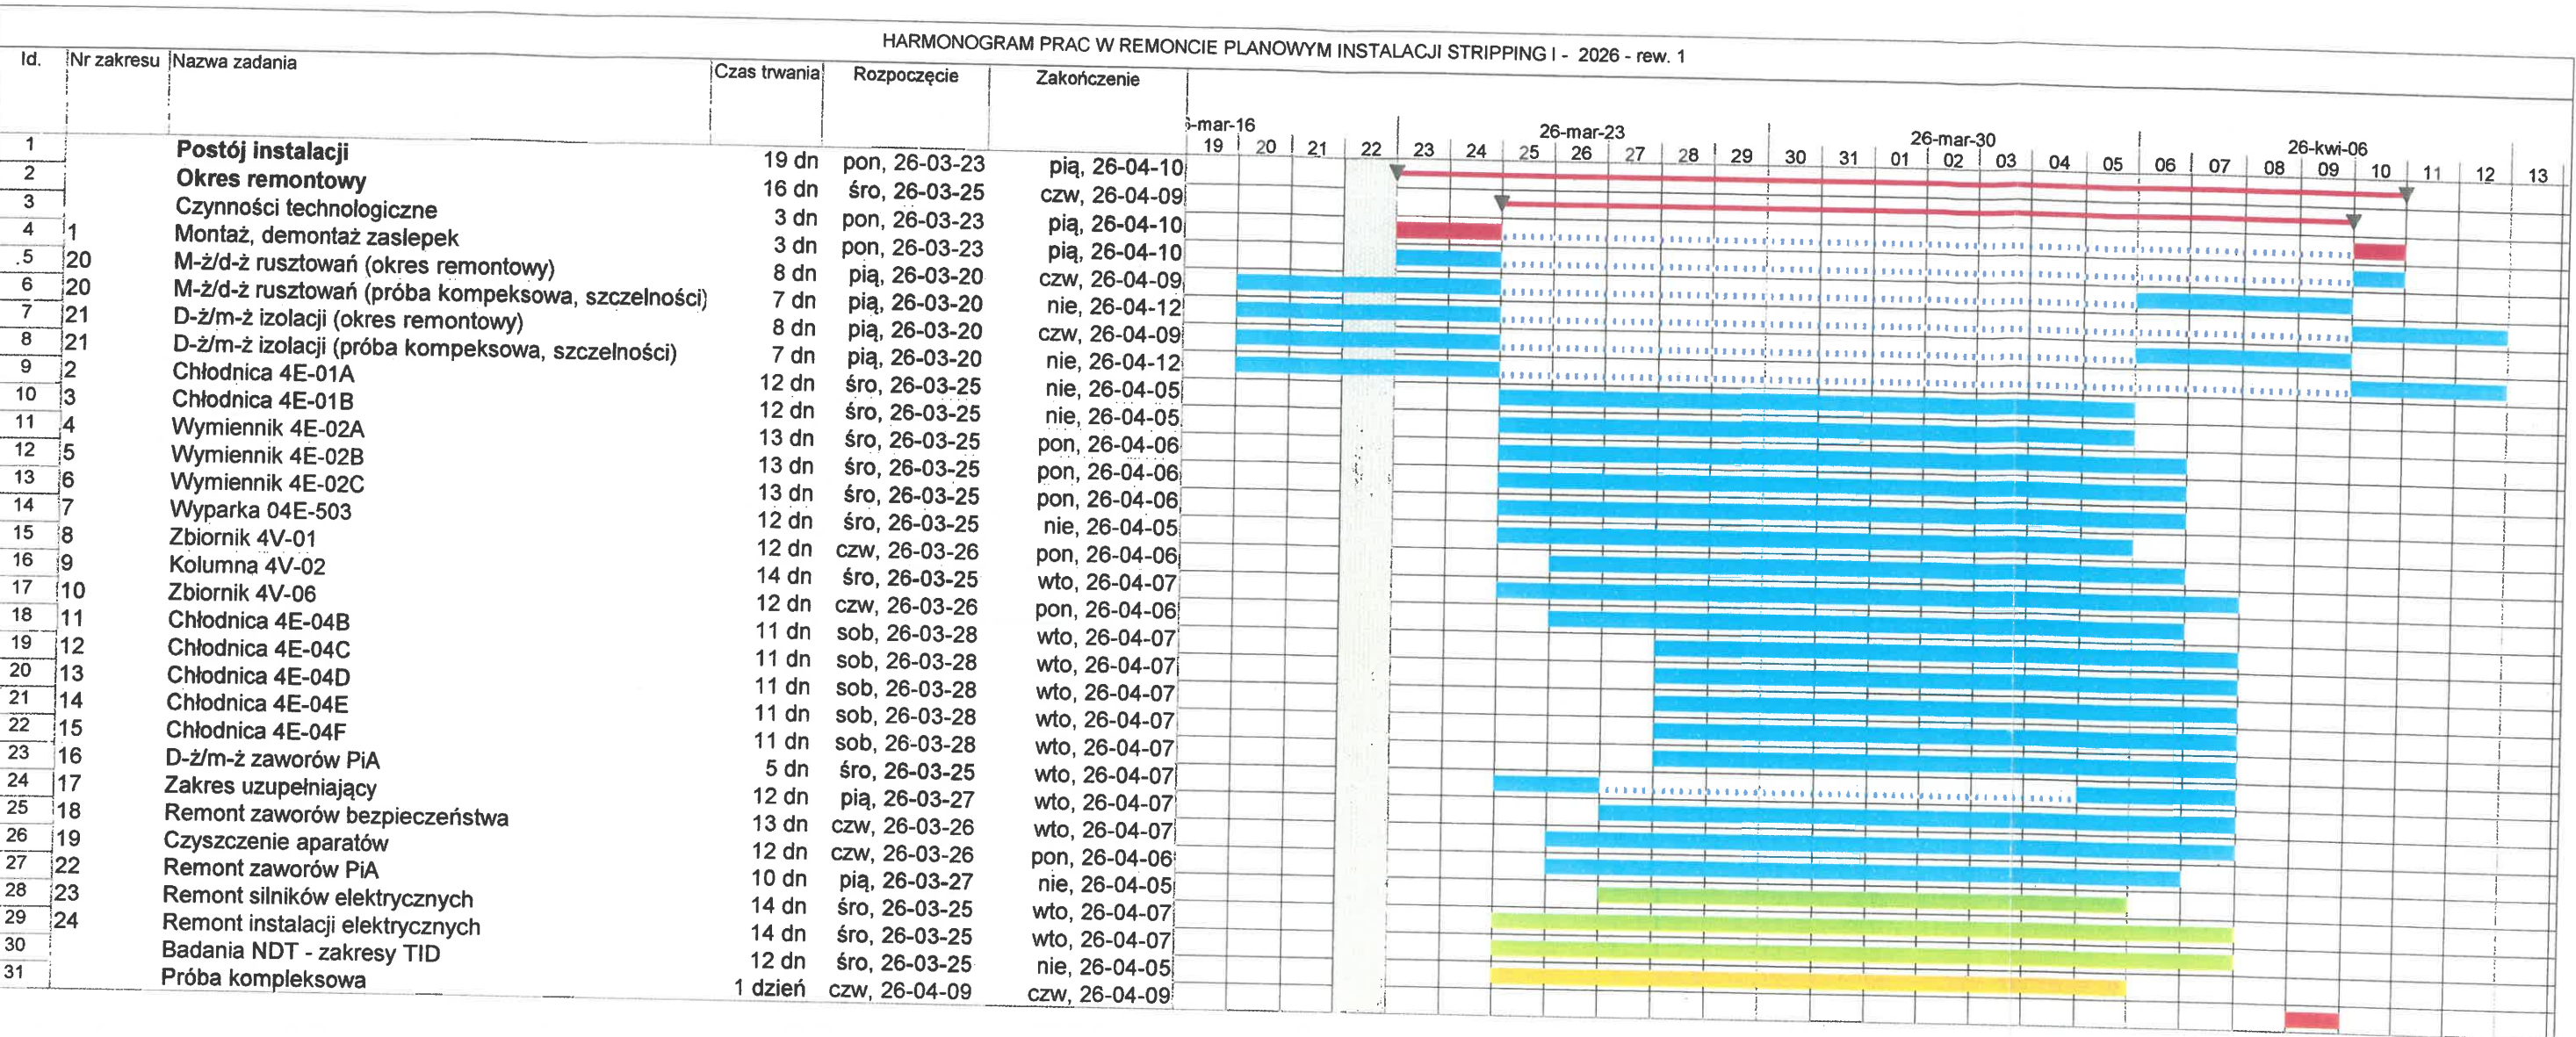 HARMONOGRAM PRAC W REMONCIE PLANOWYM INSTALACJI STRIPPING I - 2026 - rew. 1
Id. Nr zakresu Nazwa zadania Czas trwania Rozpoczęcie Zakończenie
-mar-16 26-mar-23 26-mar-30 26-kwi-06
19 20 21 22 23 24 25 26 27 28 29 30 31 01 02 03 04 05 06 07 08 09 10 11 12 13
1 Postój instalacji 19 dn pon, 26-03-23 pią, 26-04-10
2 Okres remontowy 16 dn śro, 26-03-25 czw, 26-04-09
3 Czynności technologiczne 3 dn pon, 26-03-23 pią, 26-04-10
4 1 Montaż, demontaż zaslepek 3 dn pon, 26-03-23 pią, 26-04-10
5 20 M-ż/d-ż rusztowań (okres remontowy) 8 dn pią, 26-03-20 czw, 26-04-09
6 20 M-ż/d-ż rusztowań (próba kompeksowa, szczelności) 7 dn pią, 26-03-20 nie, 26-04-12
7 21 D-ż/m-ż izolacji (okres remontowy) 8 dn pią, 26-03-20 czw, 26-04-09
8 21 D-ż/m-ż izolacji (próba kompeksowa, szczelności) 7 dn pią, 26-03-20 nie, 26-04-12
9 2 Chłodnica 4E-01A 12 dn śro, 26-03-25 nie, 26-04-05
10 3 Chłodnica 4E-01B 12 dn śro, 26-03-25 nie, 26-04-05
11 4 Wymiennik 4E-02A 13 dn śro, 26-03-25 pon, 26-04-06
12 5 Wymiennik 4E-02B 13 dn śro, 26-03-25 pon, 26-04-06
13 6 Wymiennik 4E-02C 13 dn śro, 26-03-25 pon, 26-04-06
14 7 Wyparka 04E-503 12 dn śro, 26-03-25 nie, 26-04-05
15 8 Zbiornik 4V-01 12 dn czw, 26-03-26 pon, 26-04-06
16 9 Kolumna 4V-02 14 dn śro, 26-03-25 wto, 26-04-07
17 10 Zbiornik 4V-06 12 dn czw, 26-03-26 pon, 26-04-06
18 11 Chłodnica 4E-04B 11 dn sob, 26-03-28 wto, 26-04-07
19 12 Chłodnica 4E-04C 11 dn sob, 26-03-28 wto, 26-04-07
20 13 Chłodnica 4E-04D 11 dn sob, 26-03-28 wto, 26-04-07
21 14 Chłodnica 4E-04E 11 dn sob, 26-03-28 wto, 26-04-07
22 15 Chłodnica 4E-04F 11 dn sob, 26-03-28 wto, 26-04-07
23 16 D-ż/m-ż zaworów PiA 5 dn śro, 26-03-25 wto, 26-04-07
24 17 Zakres uzupełniający 12 dn pią, 26-03-27 wto, 26-04-07
25 18 Remont zaworów bezpieczeństwa 13 dn czw, 26-03-26 wto, 26-04-07
26 19 Czyszczenie aparatów 12 dn czw, 26-03-26 pon, 26-04-06
27 22 Remont zaworów PiA 10 dn pią, 26-03-27 nie, 26-04-05
28 23 Remont silników elektrycznych 14 dn śro, 26-03-25 wto, 26-04-07
29 24 Remont instalacji elektrycznych 14 dn śro, 26-03-25 wto, 26-04-07
30 Badania NDT - zakresy TID 12 dn śro, 26-03-25 nie, 26-04-05
31 Próba kompleksowa 1 dzień czw, 26-04-09 czw, 26-04-09